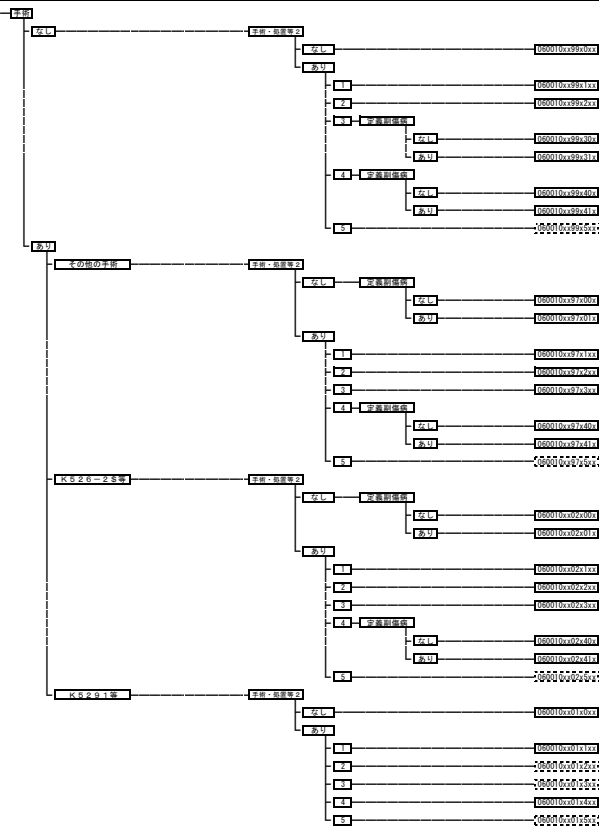 手術
なし
手術・処置等2
なし
060010xx99x0xx
あり
1
060010xx99x1xx
2
060010xx99x2xx
3
定義副傷病
なし
060010xx99x30x
あり
060010xx99x31x
4
定義副傷病
なし
060010xx99x40x
あり
060010xx99x41x
5
060010xx99x5xx
あり
その他の手術
手術・処置等2
なし
定義副傷病
なし
060010xx97x00x
あり
060010xx97x01x
あり
1
060010xx97x1xx
2
060010xx97x2xx
3
060010xx97x3xx
4
定義副傷病
なし
060010xx97x40x
あり
060010xx97x41x
5
060010xx97x5xx
K526-2$等
手術・処置等2
なし
定義副傷病
なし
060010xx02x00x
あり
060010xx02x01x
あり
1
060010xx02x1xx
2
060010xx02x2xx
3
060010xx02x3xx
4
定義副傷病
なし
060010xx02x40x
あり
060010xx02x41x
5
060010xx02x5xx
K5291等
手術・処置等2
なし
060010xx01x0xx
あり
1
060010xx01x1xx
2
060010xx01x2xx
3
060010xx01x3xx
4
060010xx01x4xx
5
060010xx01x5xx